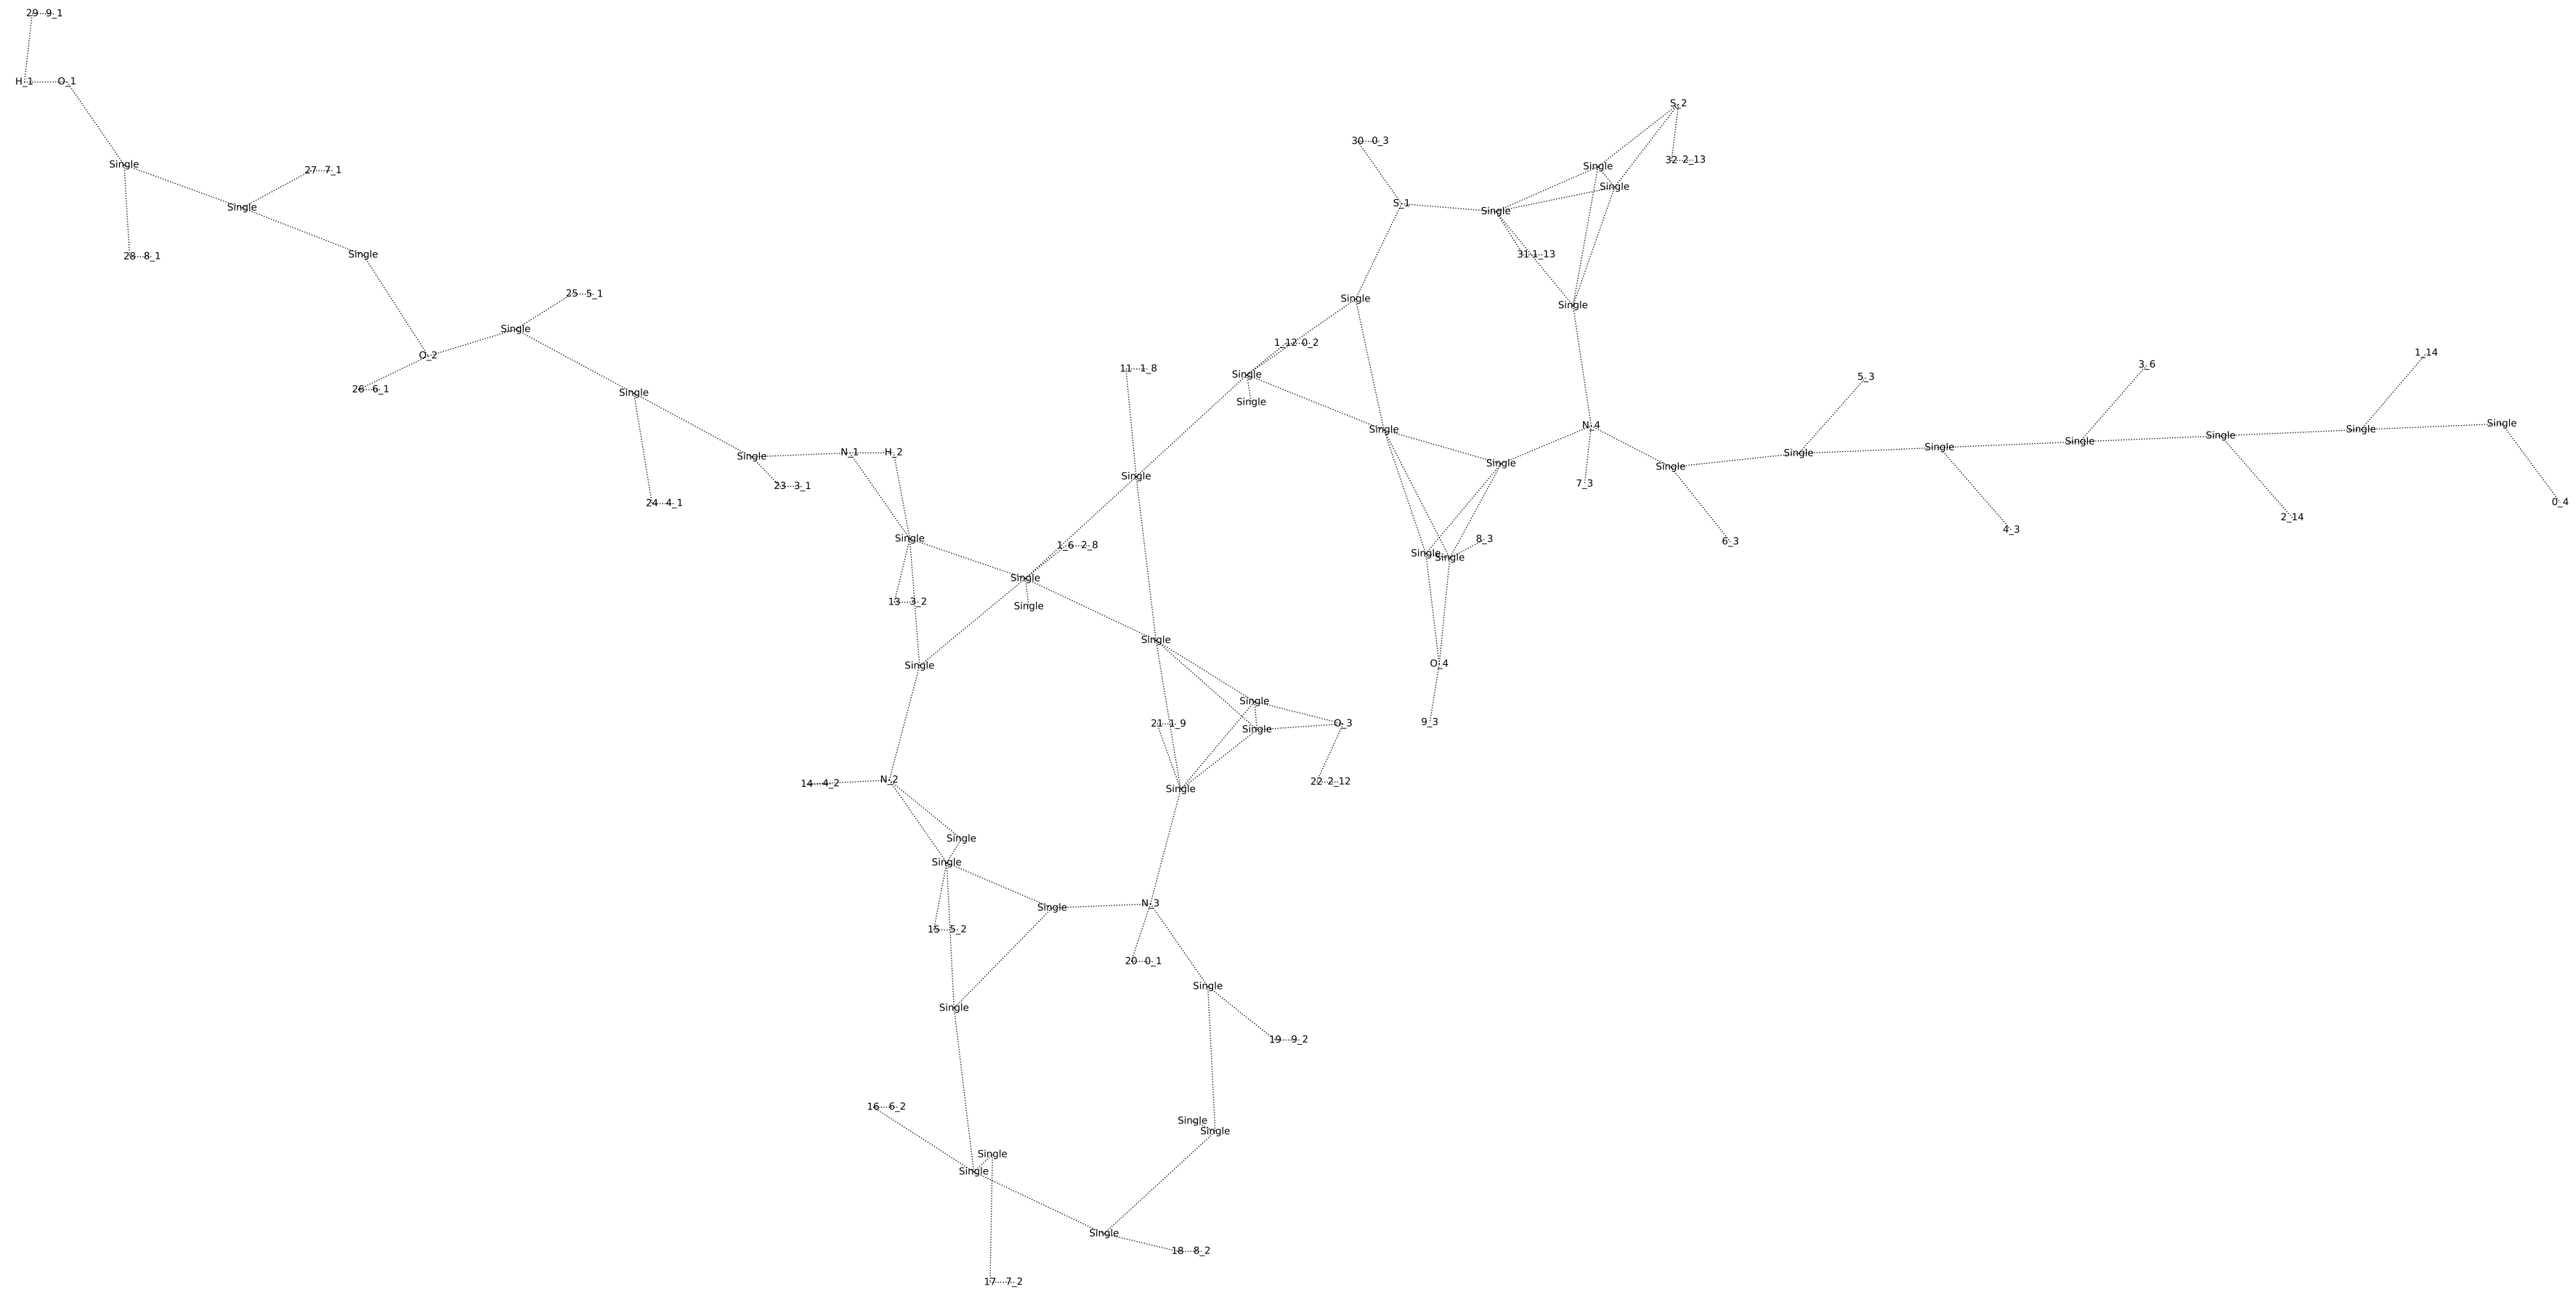 29 9_1
H_1 O_1
S_2
30 0_3
32 2_13
Single
Single
Single
27 7_1
Single
S_1
Single
Single
28 8_1
31 1_13
25 5_1
Single
Single
Single
1_12 0_2
1_14
O_2
3_6
11 1_8
Single
5_3
26 6_1
Single
Single
Single
N_4
Single
Single
Single
Single
Single
Single
N_1 H_2
Single
Single
Single
Single
Single
7_3
23 3_1
24 4_1
0_4
2_14
4_3
Single
8_3
6_3
1_6 2_8
Single
Single
Single
13 3_2
Single
Single
Single
O_4
Single
9_3
21 1_9
O_3
Single
N_2
14 4_2
22 2_12
Single
Single
Single
Single
N_3
15 5_2
20 0_1
Single
Single
19 9_2
16 6_2
Single
Single
Single
Single
Single
18 8_2
17 7_2